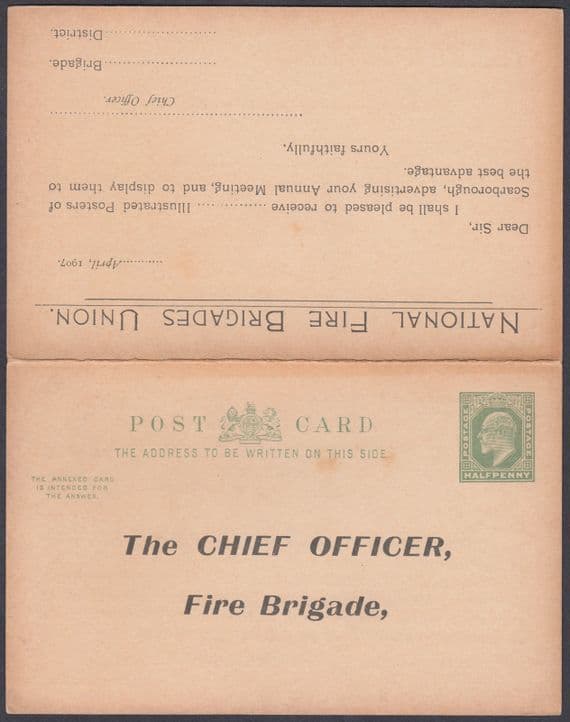 NATIONAL FIRE BRIGADES UNION.
............April, 1907.
Dear Sir,
I shall be pleased to receive ............... Illustrated Posters of
Scarborough, advertising your Annual Meeting, and to display them to
the best advantage.
Yours faithfully.
Chief Officer.
Brigade.
District.
POST CARD
THE ADDRESS TO BE WRITTEN ON THIS SIDE
THE ANNEXED CARD
IS INTENDED FOR
THE ANSWER.
POSTAGE
POSTAGE
HALFPENNY
The CHIEF OFFICER,
Fire Brigade,